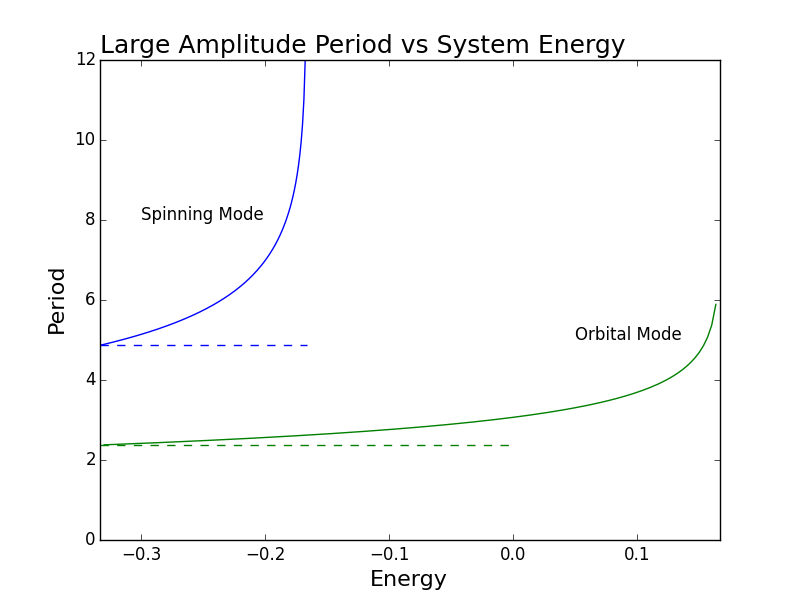 Large Amplitude Period vs System Energy
12
10
8
6
4
2
0
Period
Spinning Mode
Orbital Mode
−0.3
−0.2
−0.1
0.0
0.1
Energy